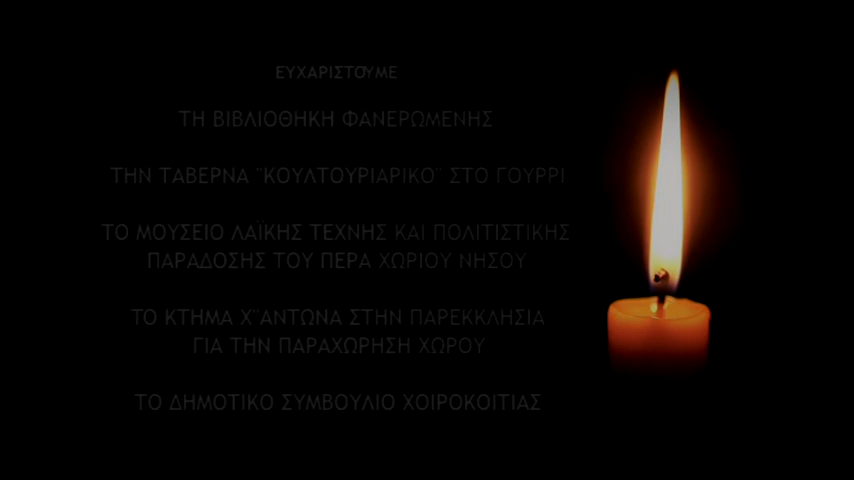 ΕΥΧΑΡΙΣΤΟΥΜΕ
ΤΗ ΒΙΒΛΙΟΘΗΚΗ ΦΑΝΕΡΩΜΕΝΗΣ
ΤΗΝ ΤΑΒΕΡΝΑ "ΚΟΥΛΤΟΥΡΙΑΡΙΚΟ" ΣΤΟ ΓΟΥΡΡΙ
ΤΟ ΜΟΥΣΕΙΟ ΛΑΪΚΗΣ ΤΕΧΝΗΣ ΚΑΙ ΠΟΛΙΤΙΣΤΙΚΗΣ
ΠΑΡΑΔΟΣΗΣ ΤΟΥ ΠΕΡΑ ΧΩΡΙΟΥ ΝΗΣΟΥ
ΤΟ ΚΤΗΜΑ Χ"ΑΝΤΩΝΑ ΣΤΗΝ ΠΑΡΕΚΚΛΗΣΙΑ
ΓΙΑ ΤΗΝ ΠΑΡΑΧΩΡΗΣΗ ΧΩΡΟΥ
ΤΟ ΔΗΜΟΤΙΚΟ ΣΥΜΒΟΥΛΙΟ ΧΟΙΡΟΚΟΙΤΙΑΣ